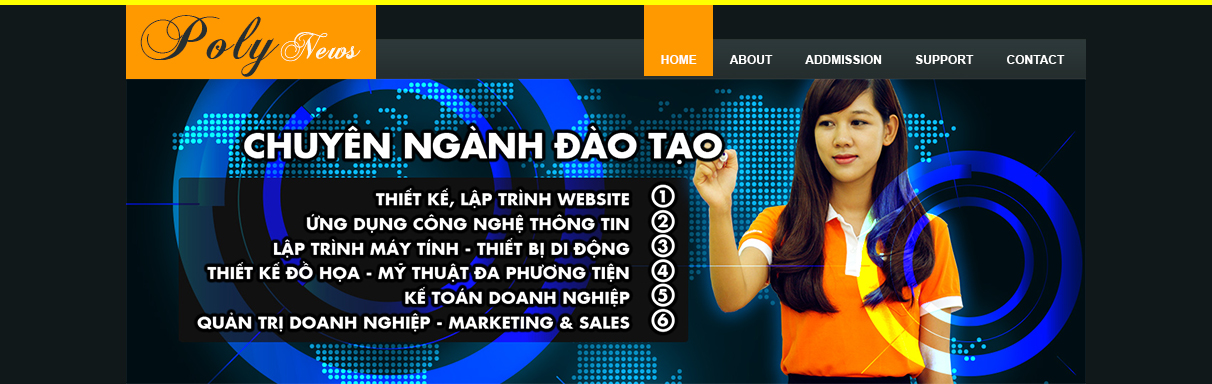 Poly News
HOME ABOUT ADDMISSION SUPPORT CONTACT
CHUYÊN NGÀNH ĐÀO TẠO
THIẾT KẾ, LẬP TRÌNH WEBSITE 1
ỨNG DỤNG CÔNG NGHỆ THÔNG TIN 2
LẬP TRÌNH MÁY TÍNH - THIẾT BỊ DI ĐỘNG 3
THIẾT KẾ ĐỒ HỌA - MỸ THUẬT ĐA PHƯƠNG TIỆN 4
KẾ TOÁN DOANH NGHIỆP 5
QUẢN TRỊ DOANH NGHIỆP - MARKETING & SALES 6